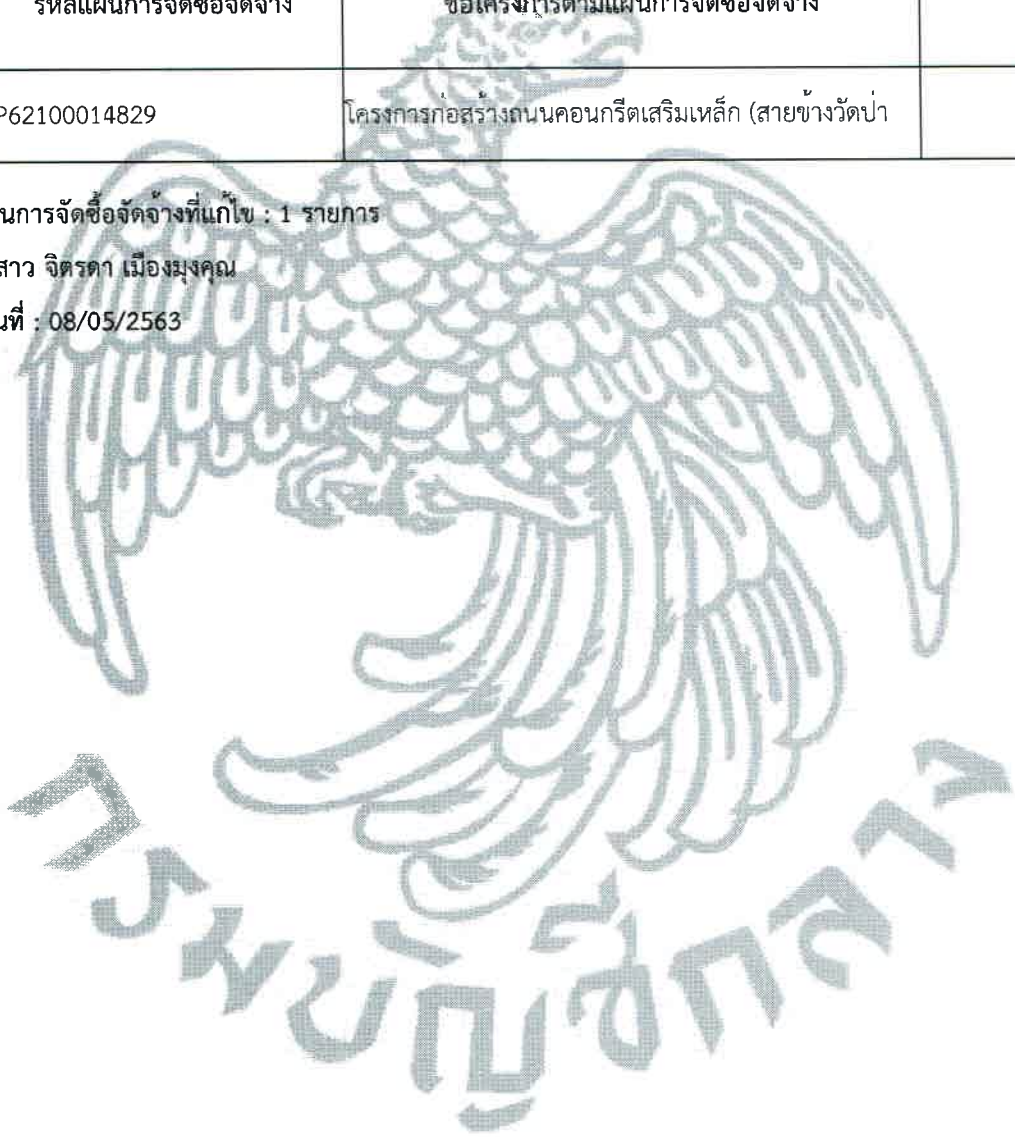 รหัสแผนการจัดซื้อจัดจ้าง ชื่อโครงการตามแผนการจัดซื้อจัดจ้าง
P62100014829 โครงการก่อสร้างถนนคอนกรีตเสริมเหล็ก (สายข้างวัดป่า
นการจัดซื้อจัดจ้างที่แก้ไข : 1 รายการ
สาว จิตรดา เมืองมุงคุณ
นที่ : 08/05/2563
กรมบัญชีกลาง